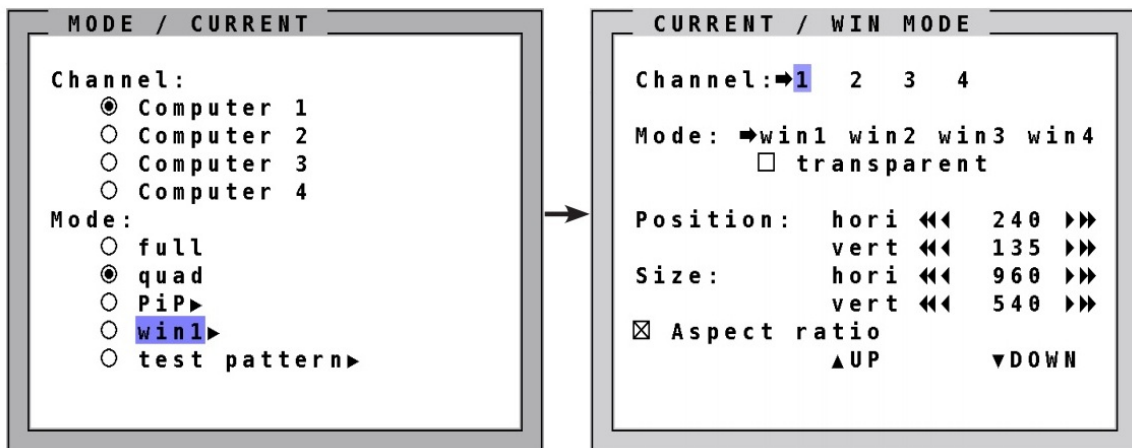 MODE / CURRENT
Channel:
◉ Computer 1
○ Computer 2
○ Computer 3
○ Computer 4
Mode:
○ full
◉ quad
○ PiP▶
○ win1▶
○ test pattern▶
CURRENT / WIN MODE
Channel:➡1 2 3 4
Mode: ➡win1 win2 win3 win4
☐ transparent
Position: hori ◀◀◀ 240 ▶▶▶
vert ◀◀◀ 135 ▶▶▶
Size: hori ◀◀◀ 960 ▶▶▶
vert ◀◀◀ 540 ▶▶▶
☒ Aspect ratio
▲UP ▼DOWN